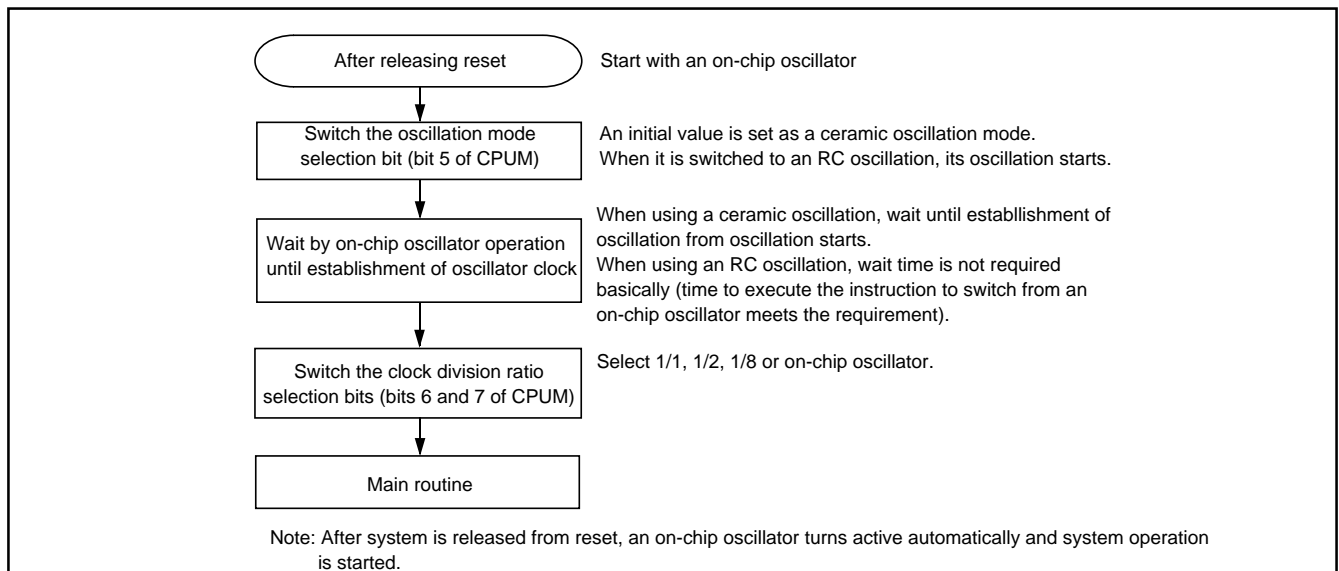 After releasing reset
Start with an on-chip oscillator
Switch the oscillation mode
selection bit (bit 5 of CPUM)
An initial value is set as a ceramic oscillation mode.
When it is switched to an RC oscillation, its oscillation starts.
Wait by on-chip oscillator operation
until establishment of oscillator clock
When using a ceramic oscillation, wait until establlishment of
oscillation from oscillation starts.
When using an RC oscillation, wait time is not required
basically (time to execute the instruction to switch from an
on-chip oscillator meets the requirement).
Switch the clock division ratio
selection bits (bits 6 and 7 of CPUM)
Select 1/1, 1/2, 1/8 or on-chip oscillator.
Main routine
Note: After system is released from reset, an on-chip oscillator turns active automatically and system operation
is started.